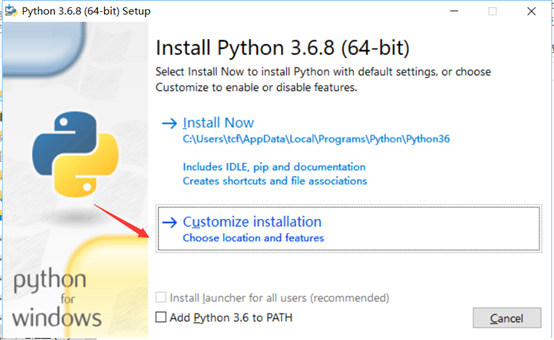 Python 3.6.8 (64-bit) Setup
Install Python 3.6.8 (64-bit)
Select Install Now to install Python with default settings, or choose
Customize to enable or disable features.
Install Now
C:\Users\tcf\AppData\Local\Programs\Python\Python36
Includes IDLE, pip and documentation
Creates shortcuts and file associations
Customize installation
Choose location and features
python
for
windows
Install launcher for all users (recommended)
Add Python 3.6 to PATH
Cancel